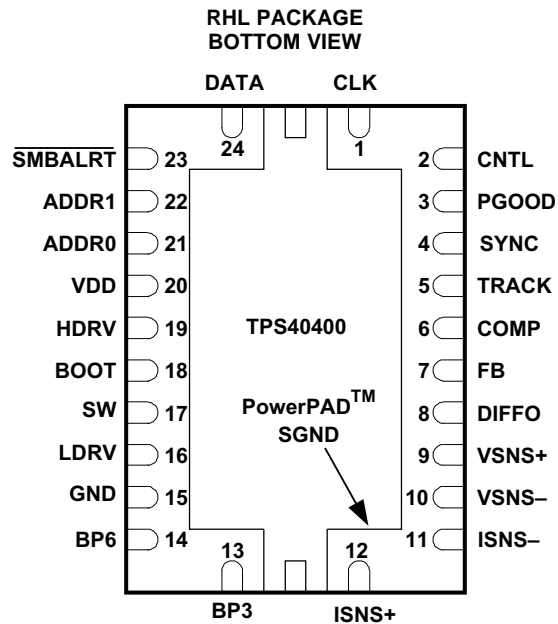 RHL PACKAGE
BOTTOM VIEW
DATA CLK
24 1
SMBALRT 23 2 CNTL
ADDR1 22 3 PGOOD
ADDR0 21 4 SYNC
VDD 20 5 TRACK
HDRV 19 TPS40400 6 COMP
BOOT 18 7 FB
SW 17 PowerPAD™ 8 DIFFO
SGND
LDRV 16 9 VSNS+
GND 15 10 VSNS–
BP6 14 11 ISNS–
13 12
BP3 ISNS+